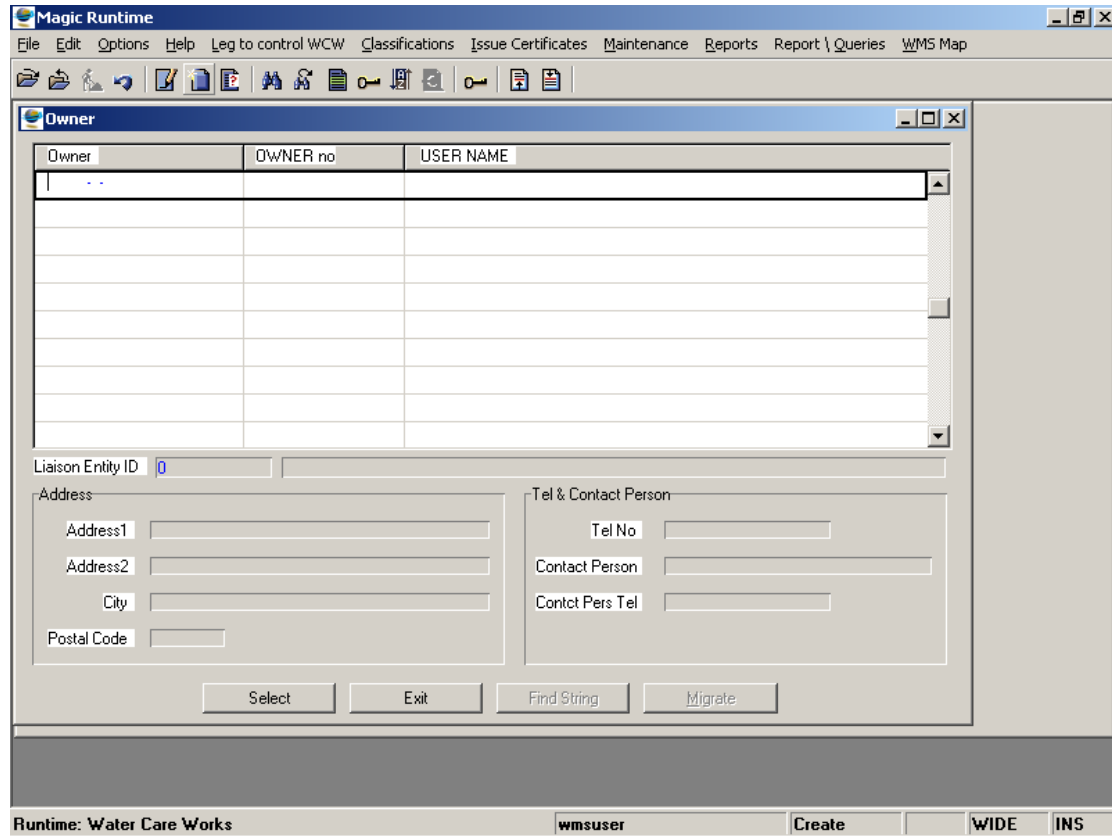 Magic Runtime
File Edit Options Help Leg to control WCW Classifications Issue Certificates Maintenance Reports Report \ Queries WMS Map
Owner
Owner OWNER no USER NAME
- -
Liaison Entity ID 0
Address
Tel & Contact Person
Address1
Tel No
Address2
Contact Person
City
Contct Pers Tel
Postal Code
Select Exit Find String Migrate
Runtime: Water Care Works wmsuser Create WIDE INS